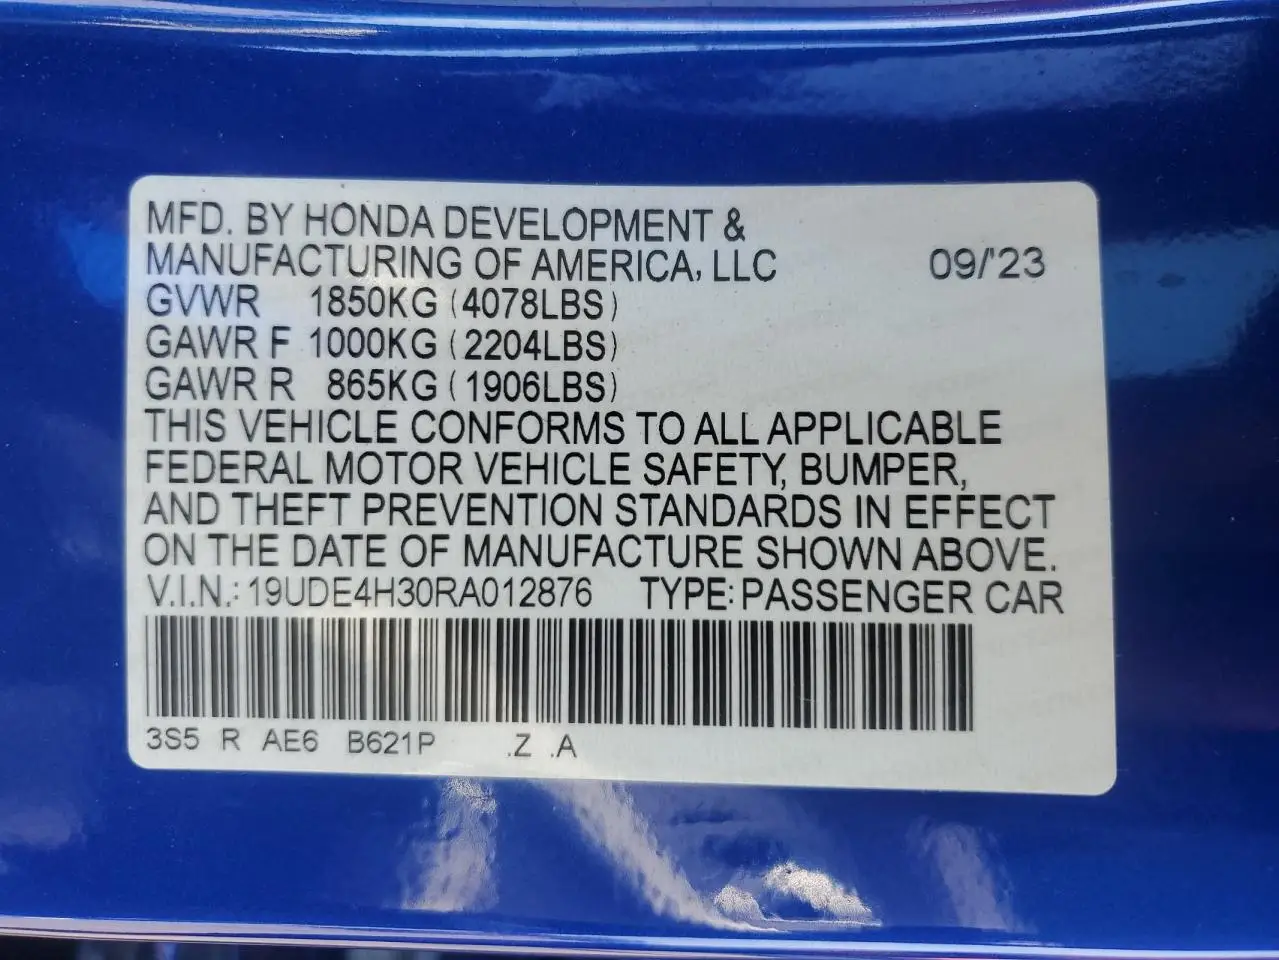 MFD. BY HONDA DEVELOPMENT &
MANUFACTURING OF AMERICA, LLC 09/'23
GVWR 1850KG (4078LBS)
GAWR F 1000KG (2204LBS)
GAWR R 865KG (1906LBS)
THIS VEHICLE CONFORMS TO ALL APPLICABLE
FEDERAL MOTOR VEHICLE SAFETY, BUMPER,
AND THEFT PREVENTION STANDARDS IN EFFECT
ON THE DATE OF MANUFACTURE SHOWN ABOVE.
V.I.N.: 19UDE4H30RA012876 TYPE: PASSENGER CAR
3S5 R AE6 B621P .Z .A